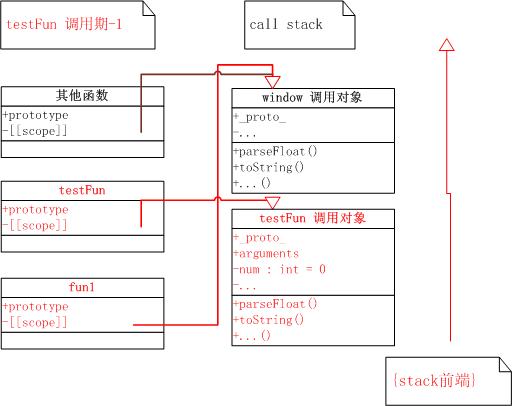 testFun 调用期-1
call stack
其他函数
+prototype
-[[scope]]
window 调用对象
+_proto_
-...
+parseFloat()
+toString()
+...()
testFun
+prototype
-[[scope]]
testFun 调用对象
+_proto_
+arguments
-num : int = 0
-...
+parseFloat()
+toString()
+...()
fun1
+prototype
-[[scope]]
{stack前端}